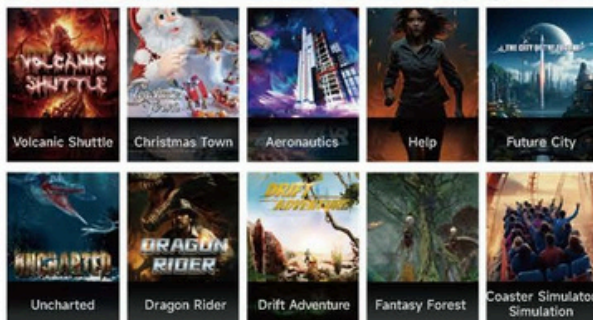 VOLCANIC
SHUTTLE
THE CITY OF THE FUTURE
Volcanic Shuttle
Christmas Town
Aeronautics
Help
Future City
UNCHARTED
DRAGON
RIDER
DRIFT
ADVENTURE
Uncharted
Dragon Rider
Drift Adventure
Fantasy Forest
Coaster Simulator
Simulation